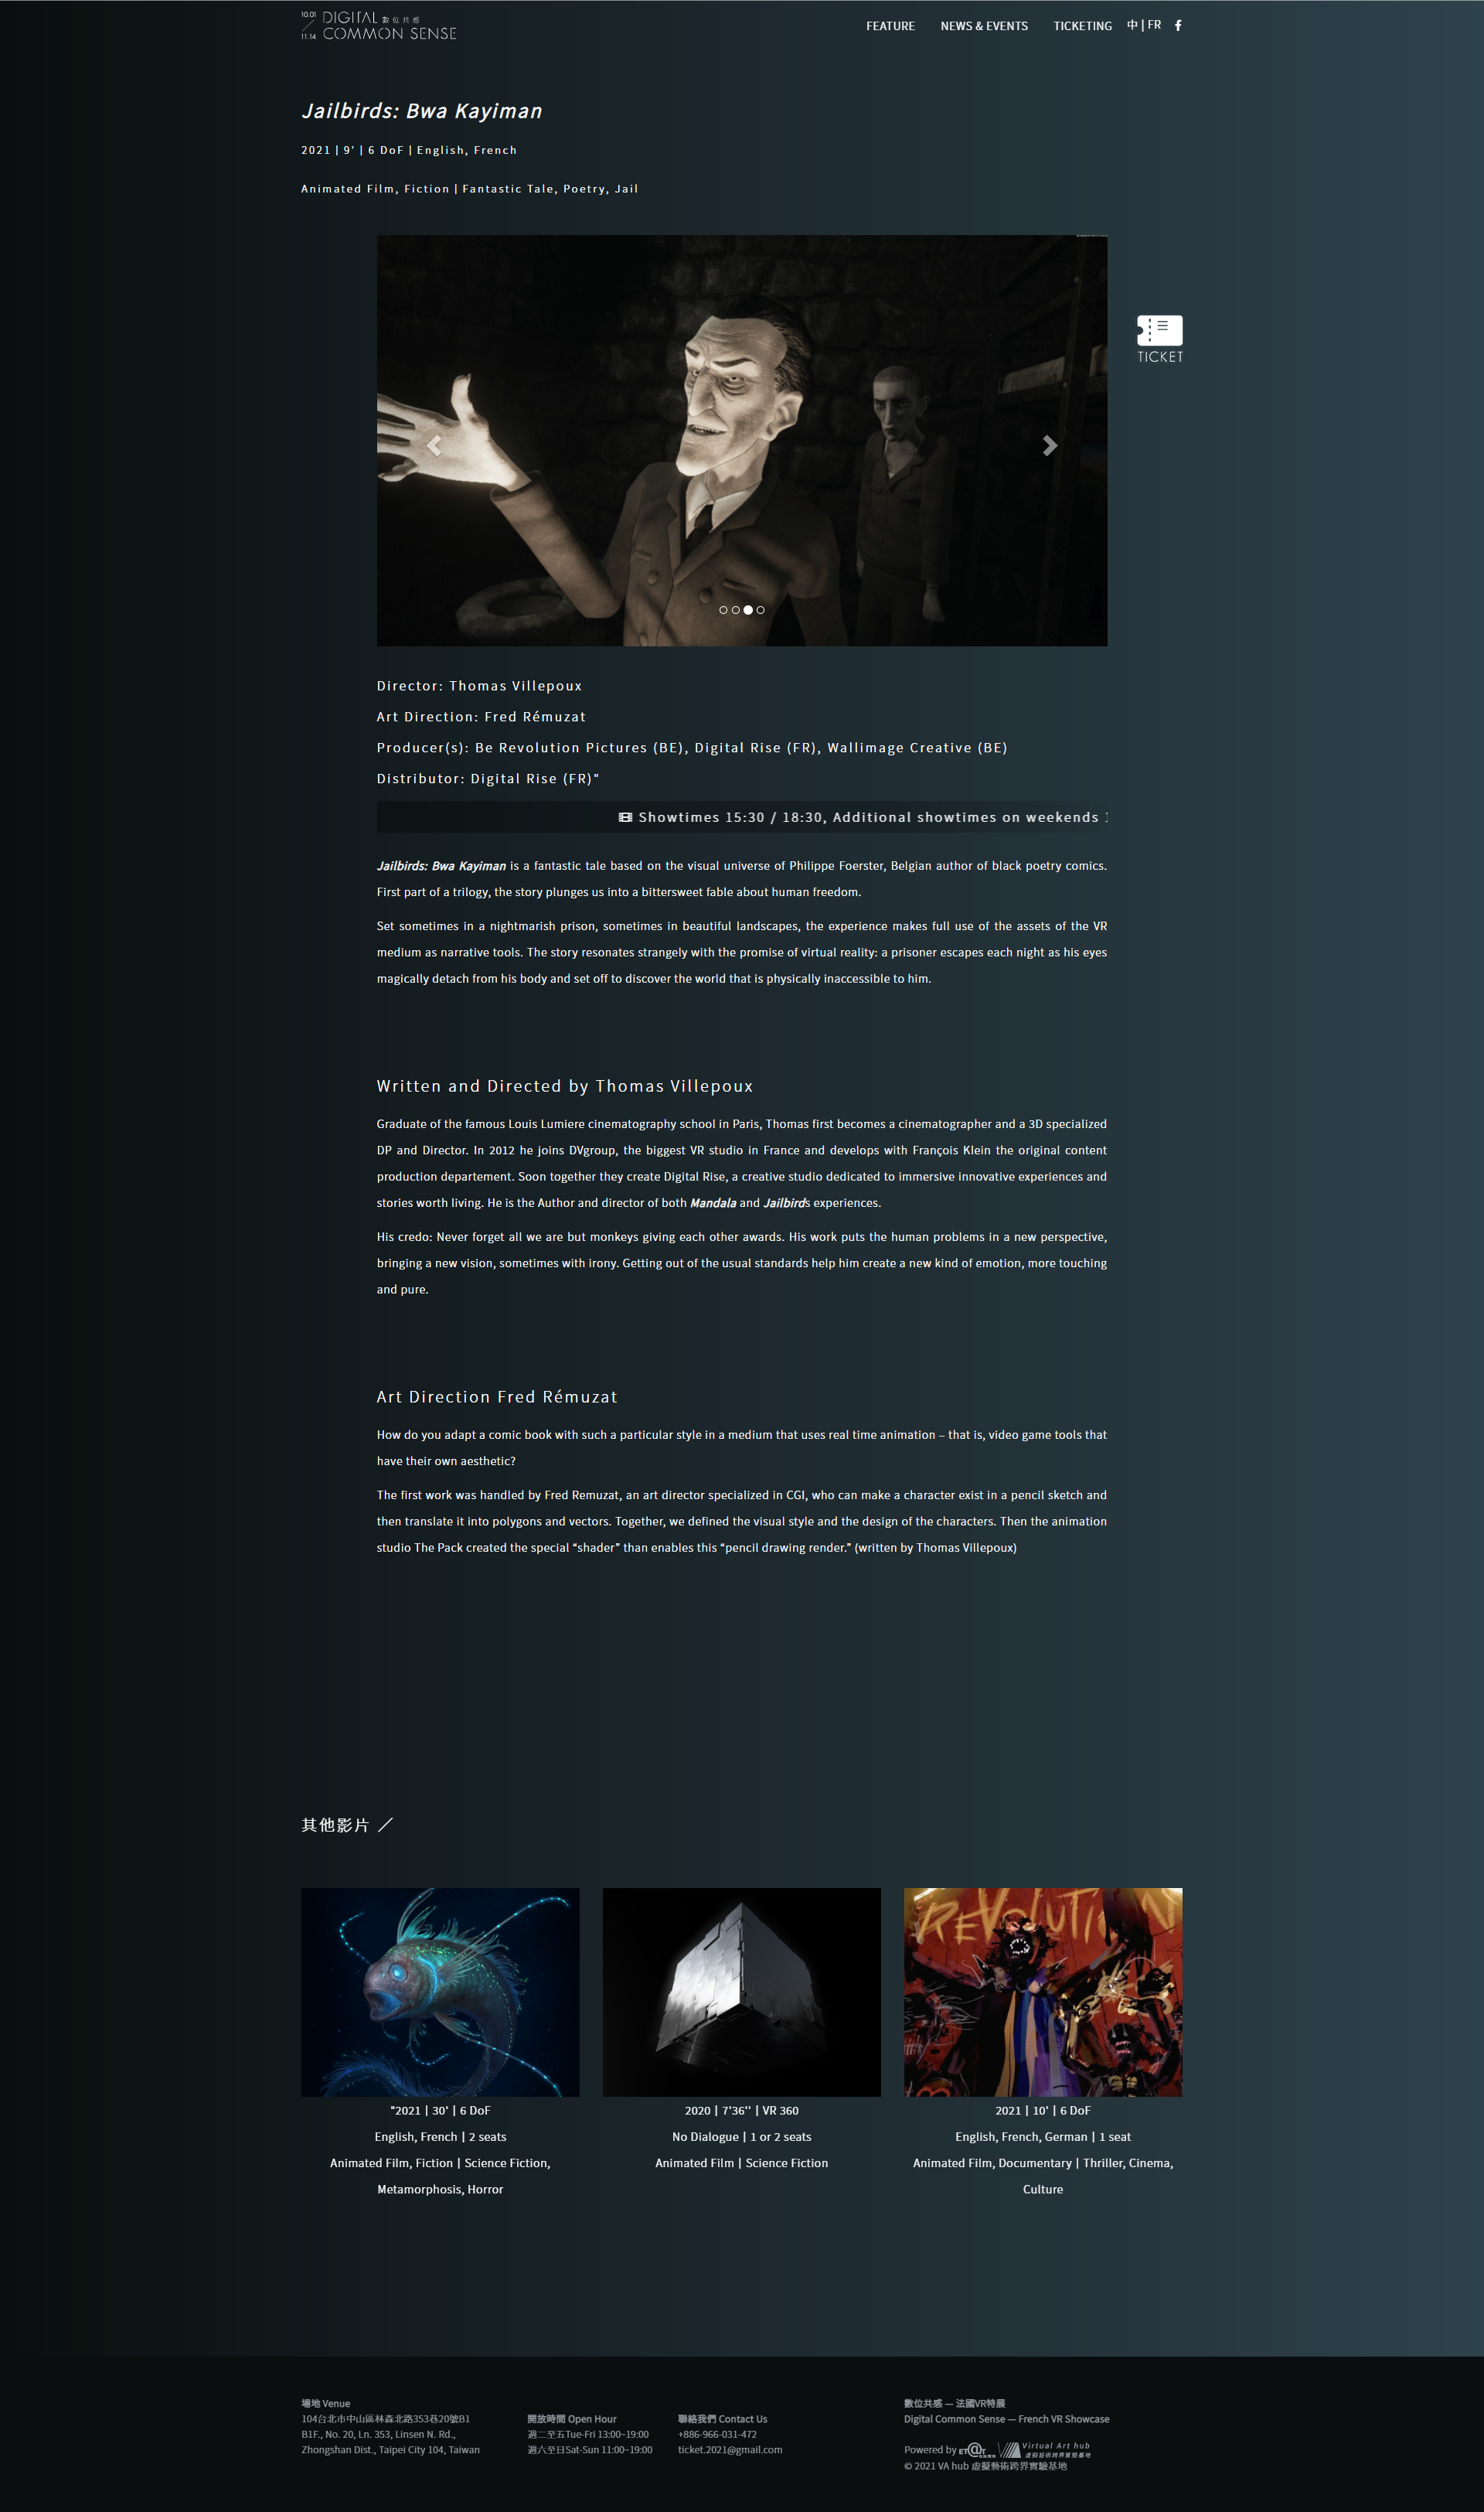 10.01 DIGITAL 數位共感
11.14 COMMON SENSE
FEATURE NEWS & EVENTS TICKETING 中 | FR
Jailbirds: Bwa Kayiman
2021 | 9' | 6 DoF | English, French
Animated Film, Fiction | Fantastic Tale, Poetry, Jail
TICKET
Director: Thomas Villepoux
Art Direction: Fred Rémuzat
Producer(s): Be Revolution Pictures (BE), Digital Rise (FR), Wallimage Creative (BE)
Distributor: Digital Rise (FR)"
Showtimes 15:30 / 18:30, Additional showtimes on weekends
Jailbirds: Bwa Kayiman is a fantastic tale based on the visual universe of Philippe Foerster, Belgian author of black poetry comics.
First part of a trilogy, the story plunges us into a bittersweet fable about human freedom.
Set sometimes in a nightmarish prison, sometimes in beautiful landscapes, the experience makes full use of the assets of the VR
medium as narrative tools. The story resonates strangely with the promise of virtual reality: a prisoner escapes each night as his eyes
magically detach from his body and set off to discover the world that is physically inaccessible to him.
Written and Directed by Thomas Villepoux
Graduate of the famous Louis Lumiere cinematography school in Paris, Thomas first becomes a cinematographer and a 3D specialized
DP and Director. In 2012 he joins DVgroup, the biggest VR studio in France and develops with François Klein the original content
production departement. Soon together they create Digital Rise, a creative studio dedicated to immersive innovative experiences and
stories worth living. He is the Author and director of both Mandala and Jailbirds experiences.
His credo: Never forget all we are but monkeys giving each other awards. His work puts the human problems in a new perspective,
bringing a new vision, sometimes with irony. Getting out of the usual standards help him create a new kind of emotion, more touching
and pure.
Art Direction Fred Rémuzat
How do you adapt a comic book with such a particular style in a medium that uses real time animation – that is, video game tools that
have their own aesthetic?
The first work was handled by Fred Remuzat, an art director specialized in CGI, who can make a character exist in a pencil sketch and
then translate it into polygons and vectors. Together, we defined the visual style and the design of the characters. Then the animation
studio The Pack created the special “shader” than enables this “pencil drawing render.” (written by Thomas Villepoux)
其他影片 ／
REVOLUTION
"2021 | 30' | 6 DoF
English, French | 2 seats
Animated Film, Fiction | Science Fiction,
Metamorphosis, Horror
2020 | 7'36'' | VR 360
No Dialogue | 1 or 2 seats
Animated Film | Science Fiction
2021 | 10' | 6 DoF
English, French, German | 1 seat
Animated Film, Documentary | Thriller, Cinema,
Culture
場地 Venue
104台北市中山區林森北路353巷20號B1
B1F., No. 20, Ln. 353, Linsen N. Rd.,
Zhongshan Dist., Taipei City 104, Taiwan
開放時間 Open Hour
週二至五Tue-Fri 13:00~19:00
週六至日Sat-Sun 11:00~19:00
聯絡我們 Contact Us
+886-966-031-472
ticket.2021@gmail.com
數位共感 — 法國VR特展
Digital Common Sense — French VR Showcase
Powered by ET@T Virtual Art hub
虛擬藝術跨界實驗基地
© 2021 VA hub 虛擬藝術跨界實驗基地